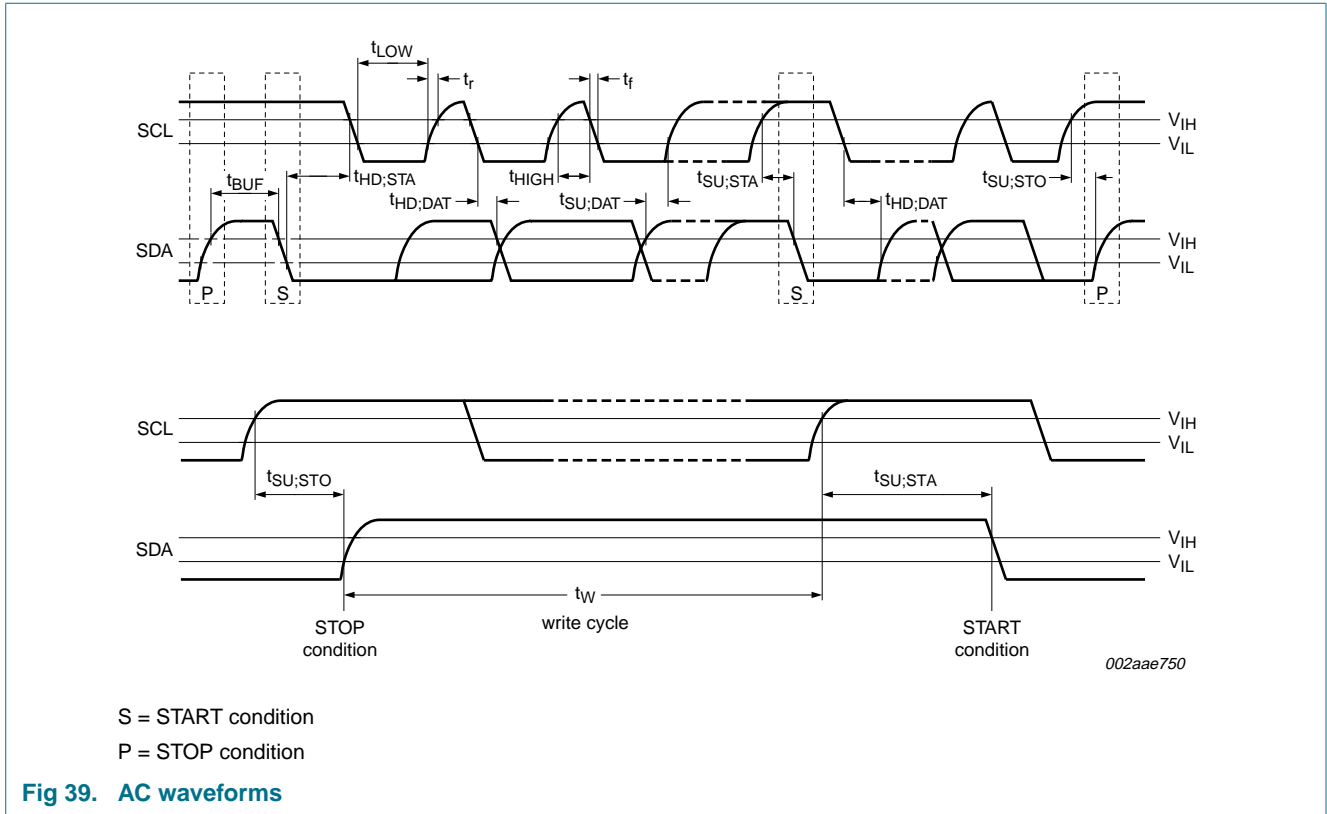 tLOW
tr
tf
SCL
VIH
VIL
tBUF
tHD;STA
tHD;DAT
tHIGH
tSU;DAT
tSU;STA
tHD;DAT
tSU;STO
SDA
VIH
VIL
P
S
S
P
SCL
VIH
VIL
tSU;STO
tSU;STA
SDA
VIH
VIL
tW
write cycle
STOP
condition
START
condition
002aae750
S = START condition
P = STOP condition
Fig 39. AC waveforms